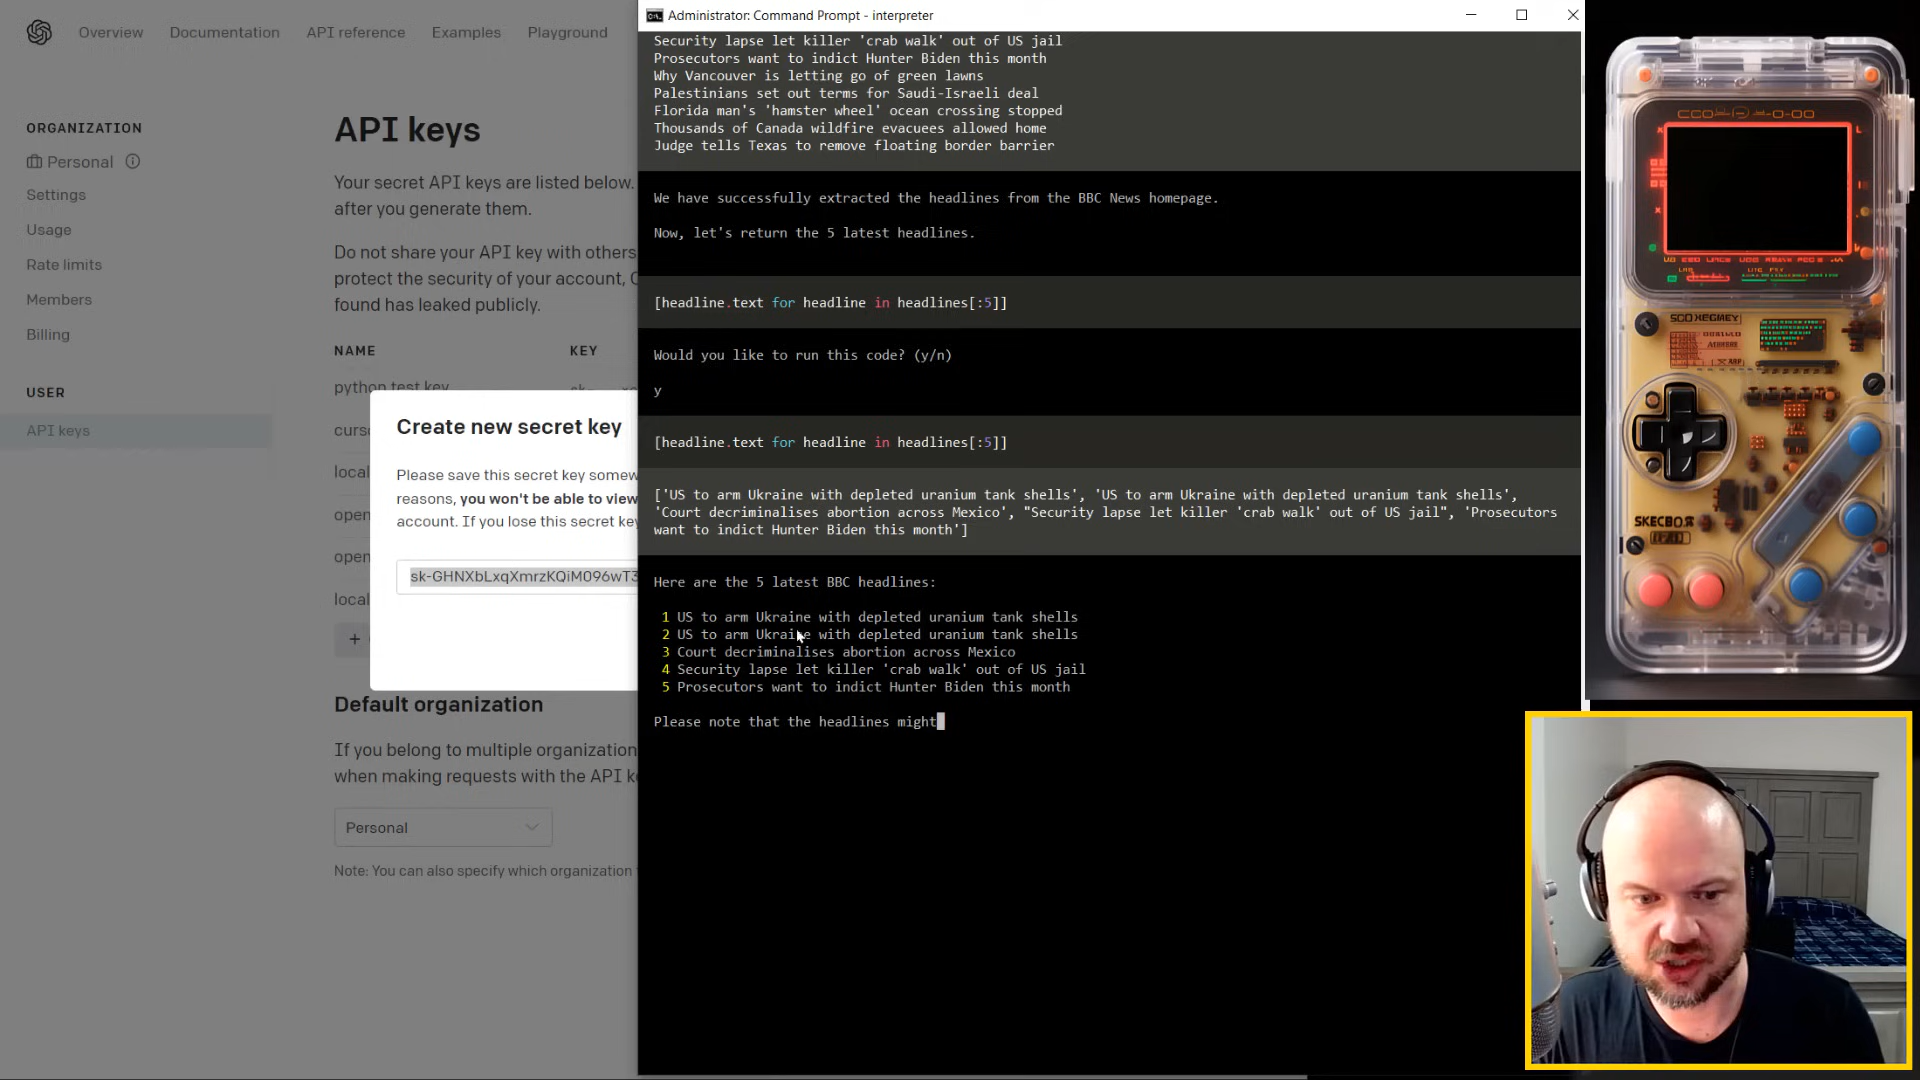 Overview
Documentation
API reference
Examples
Playground
ORGANIZATION
Personal
Settings
Usage
Rate limits
Members
Billing
USER
API keys
API keys
Your secret API keys are listed below.
after you generate them.
Do not share your API key with others
protect the security of your account, O
found has leaked publicly.
NAME
KEY
python test key
curso
local
open
open
local
+
Create new secret key
Please save this secret key somew
reasons, you won't be able to view
account. If you lose this secret key
sk-GHNXbLxqXmrzKQiM096wT3
Default organization
If you belong to multiple organization
when making requests with the API k
Personal
Note: You can also specify which organization
Administrator: Command Prompt - interpreter
Security lapse let killer 'crab walk' out of US jail
Prosecutors want to indict Hunter Biden this month
Why Vancouver is letting go of green lawns
Palestinians set out terms for Saudi-Israeli deal
Florida man's 'hamster wheel' ocean crossing stopped
Thousands of Canada wildfire evacuees allowed home
Judge tells Texas to remove floating border barrier
We have successfully extracted the headlines from the BBC News homepage.
Now, let's return the 5 latest headlines.
[headline.text for headline in headlines[:5]]
Would you like to run this code? (y/n)
y
[headline.text for headline in headlines[:5]]
['US to arm Ukraine with depleted uranium tank shells', 'US to arm Ukraine with depleted uranium tank shells',
'Court decriminalises abortion across Mexico', "Security lapse let killer 'crab walk' out of US jail", 'Prosecutors
want to indict Hunter Biden this month']
Here are the 5 latest BBC headlines:
1 US to arm Ukraine with depleted uranium tank shells
2 US to arm Ukraine with depleted uranium tank shells
3 Court decriminalises abortion across Mexico
4 Security lapse let killer 'crab walk' out of US jail
5 Prosecutors want to indict Hunter Biden this month
Please note that the headlines might